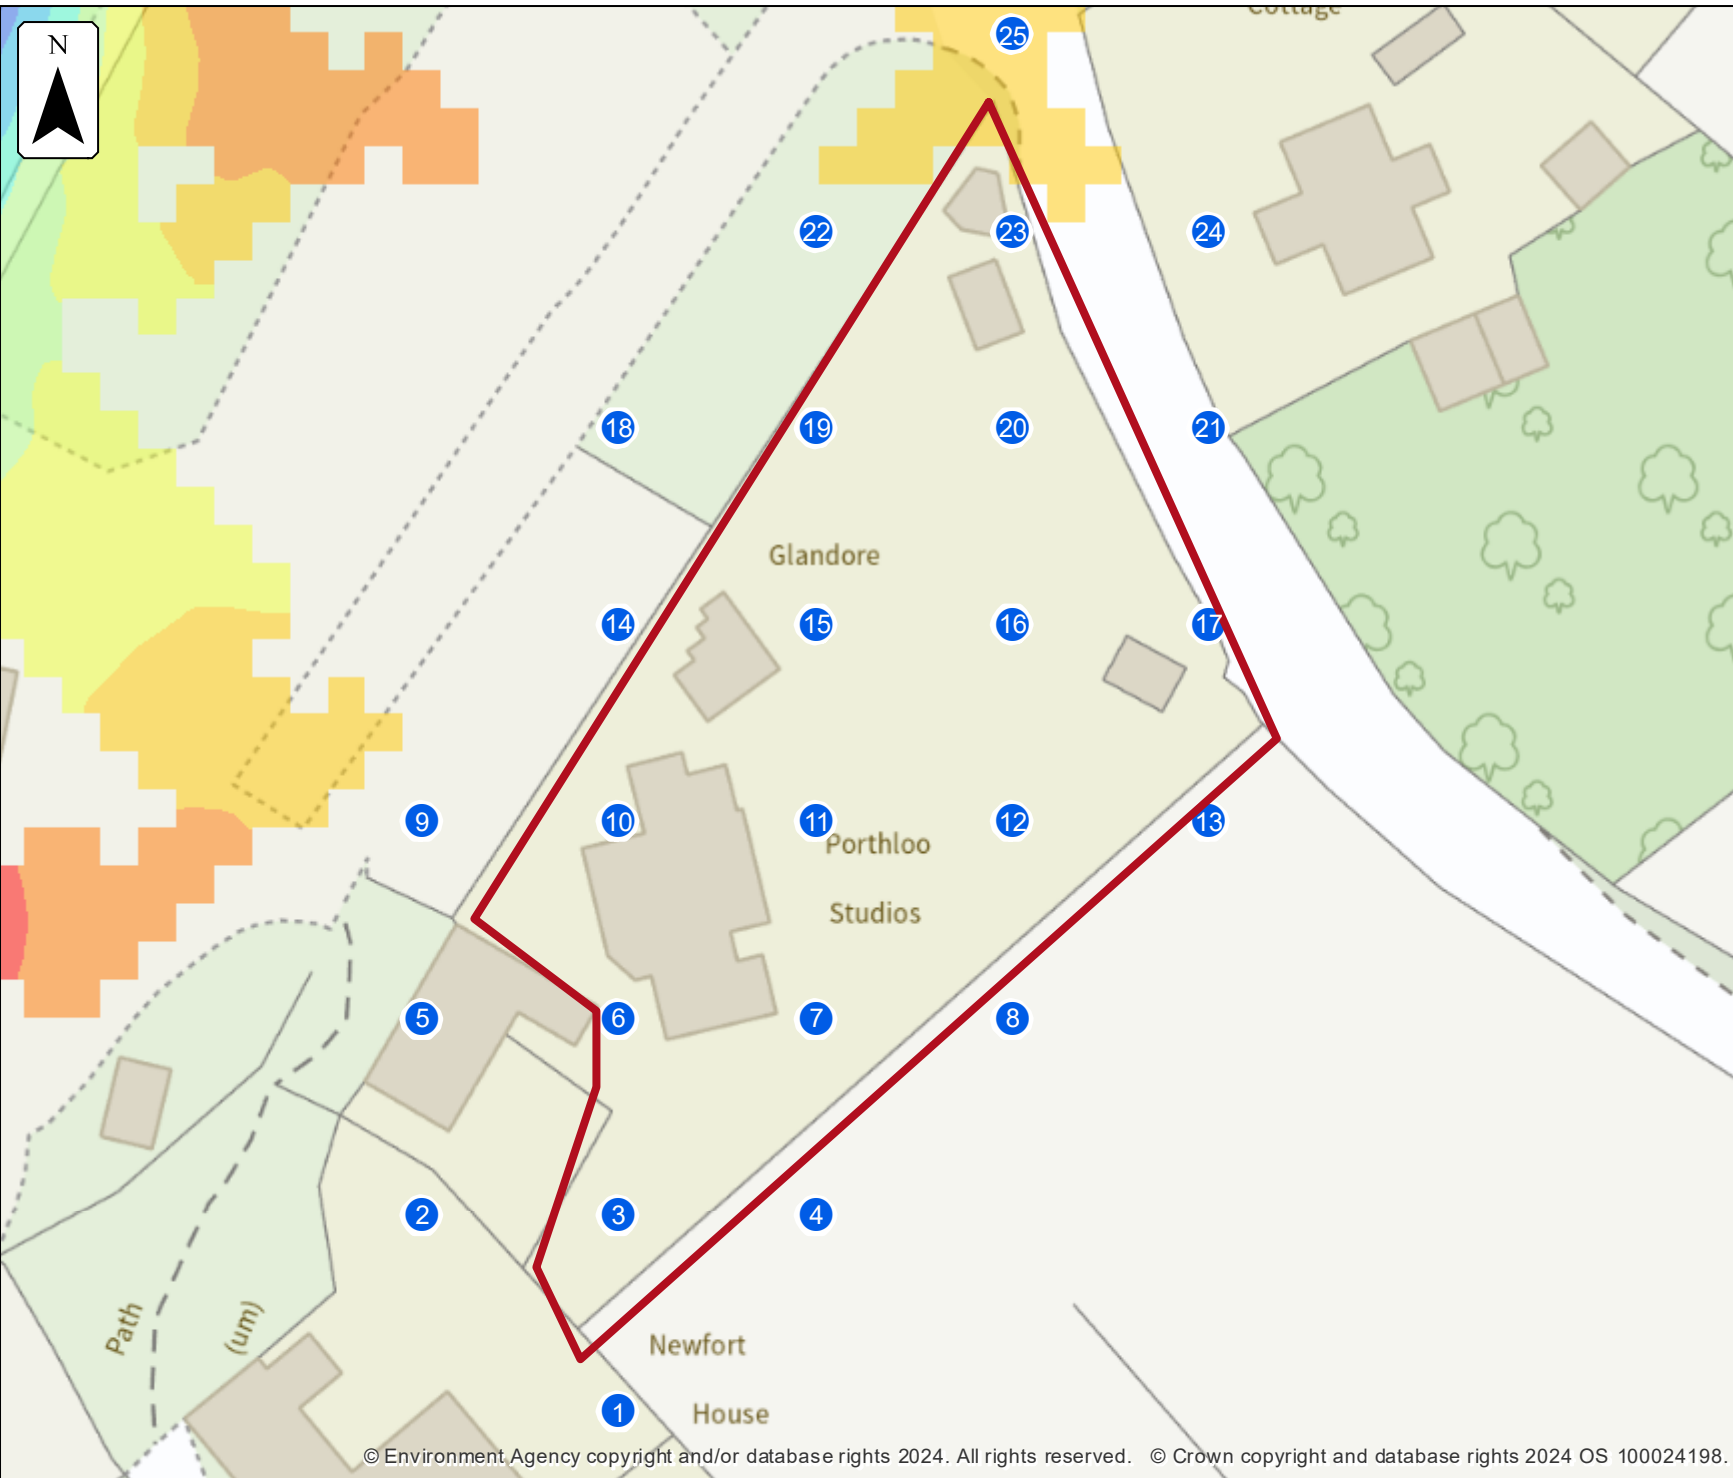 Cottage
N
25
22
23
24
18
19
20
21
Glandore
14
15
16
17
9
10
11
12
13
Porthloo
Studios
5
6
7
8
2
3
4
Path
(um)
Newfort
House
1
© Environment Agency copyright and/or database rights 2024. All rights reserved. © Crown copyright and database rights 2024 OS 100024198.